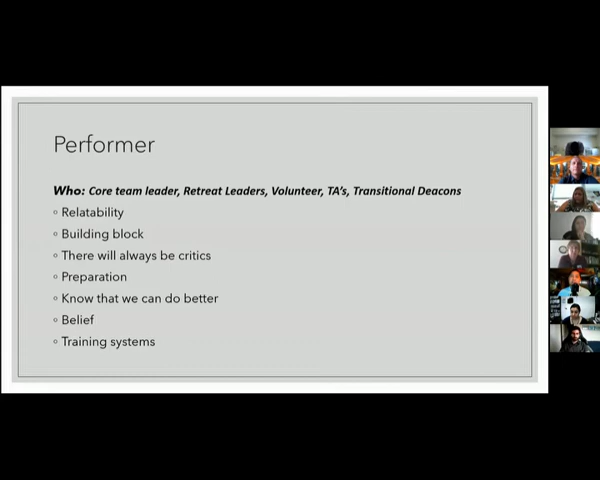 Performer
Who: Core team leader, Retreat Leaders, Volunteer, TA's, Transitional Deacons
◦ Relatability
◦ Building block
◦ There will always be critics
◦ Preparation
◦ Know that we can do better
◦ Belief
◦ Training systems